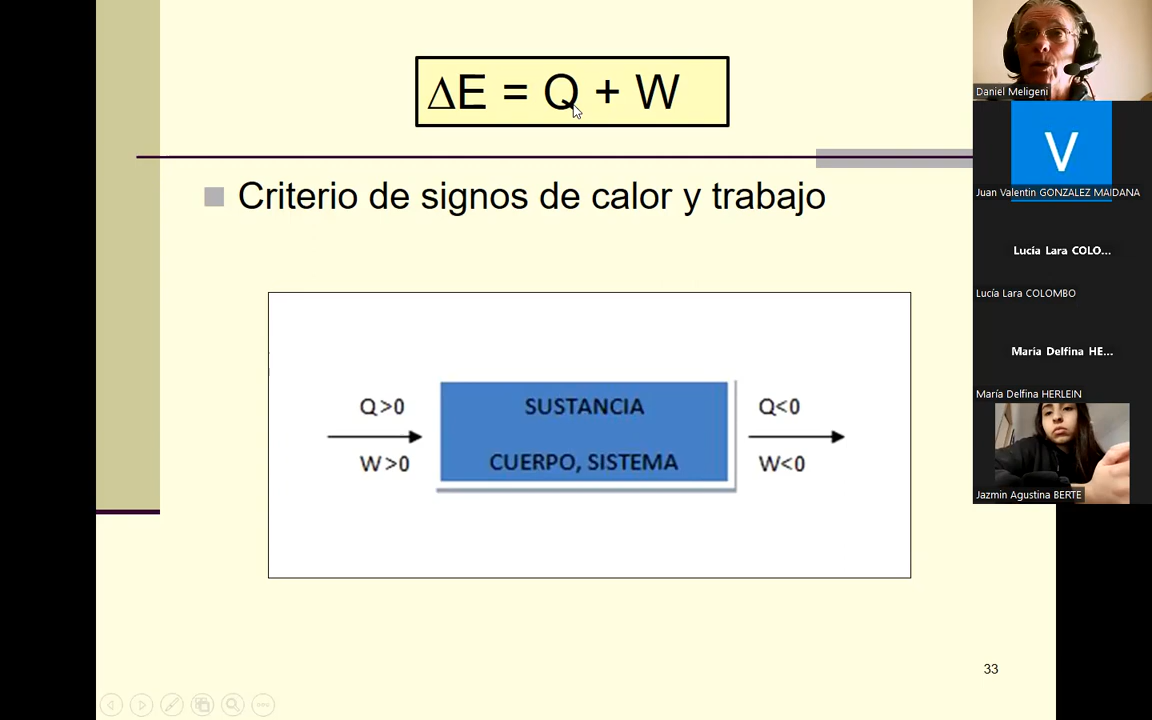 ΔE = Q + W
Criterio de signos de calor y trabajo
Q>0
SUSTANCIA
Q<0
W>0
CUERPO, SISTEMA
W<0
33
Daniel Meligeni
V
Juan Valentin GONZALEZ MAIDANA
Lucía Lara COLO...
Lucía Lara COLOMBO
María Delfina HE...
María Delfina HERLEIN
Jazmin Agustina BERTE